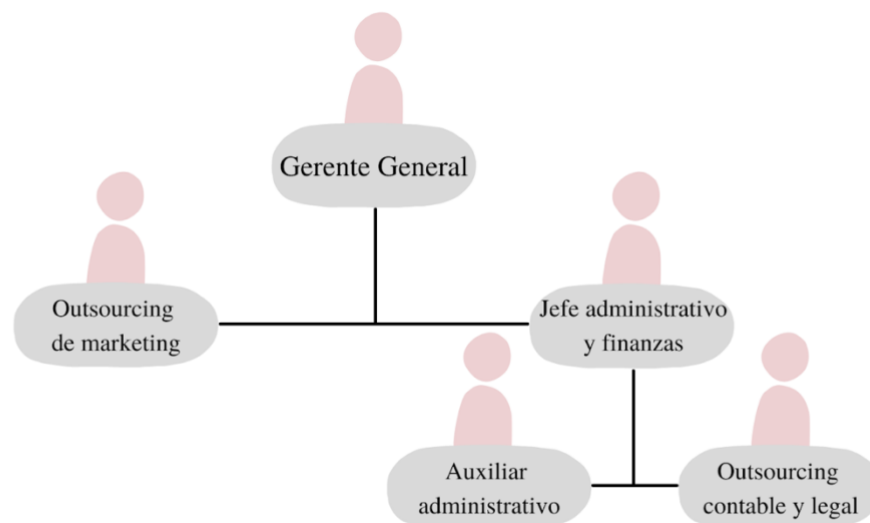 Gerente General
Outsourcing
de marketing
Jefe administrativo
y finanzas
Auxiliar
administrativo
Outsourcing
contable y legal